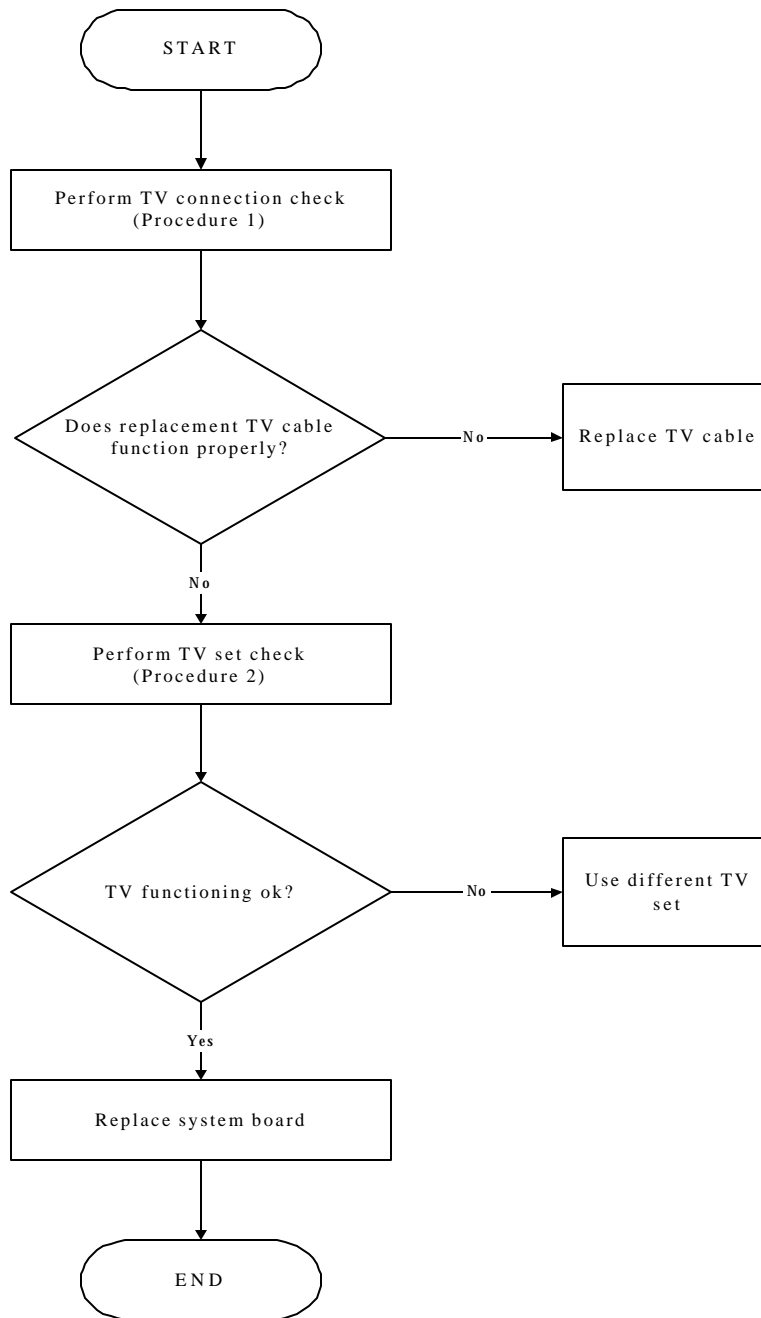 START
Perform TV connection check
(Procedure 1)
Does replacement TV cable
function properly?
No
Replace TV cable
No
Perform TV set check
(Procedure 2)
TV functioning ok?
No
Use different TV
set
Yes
Replace system board
END